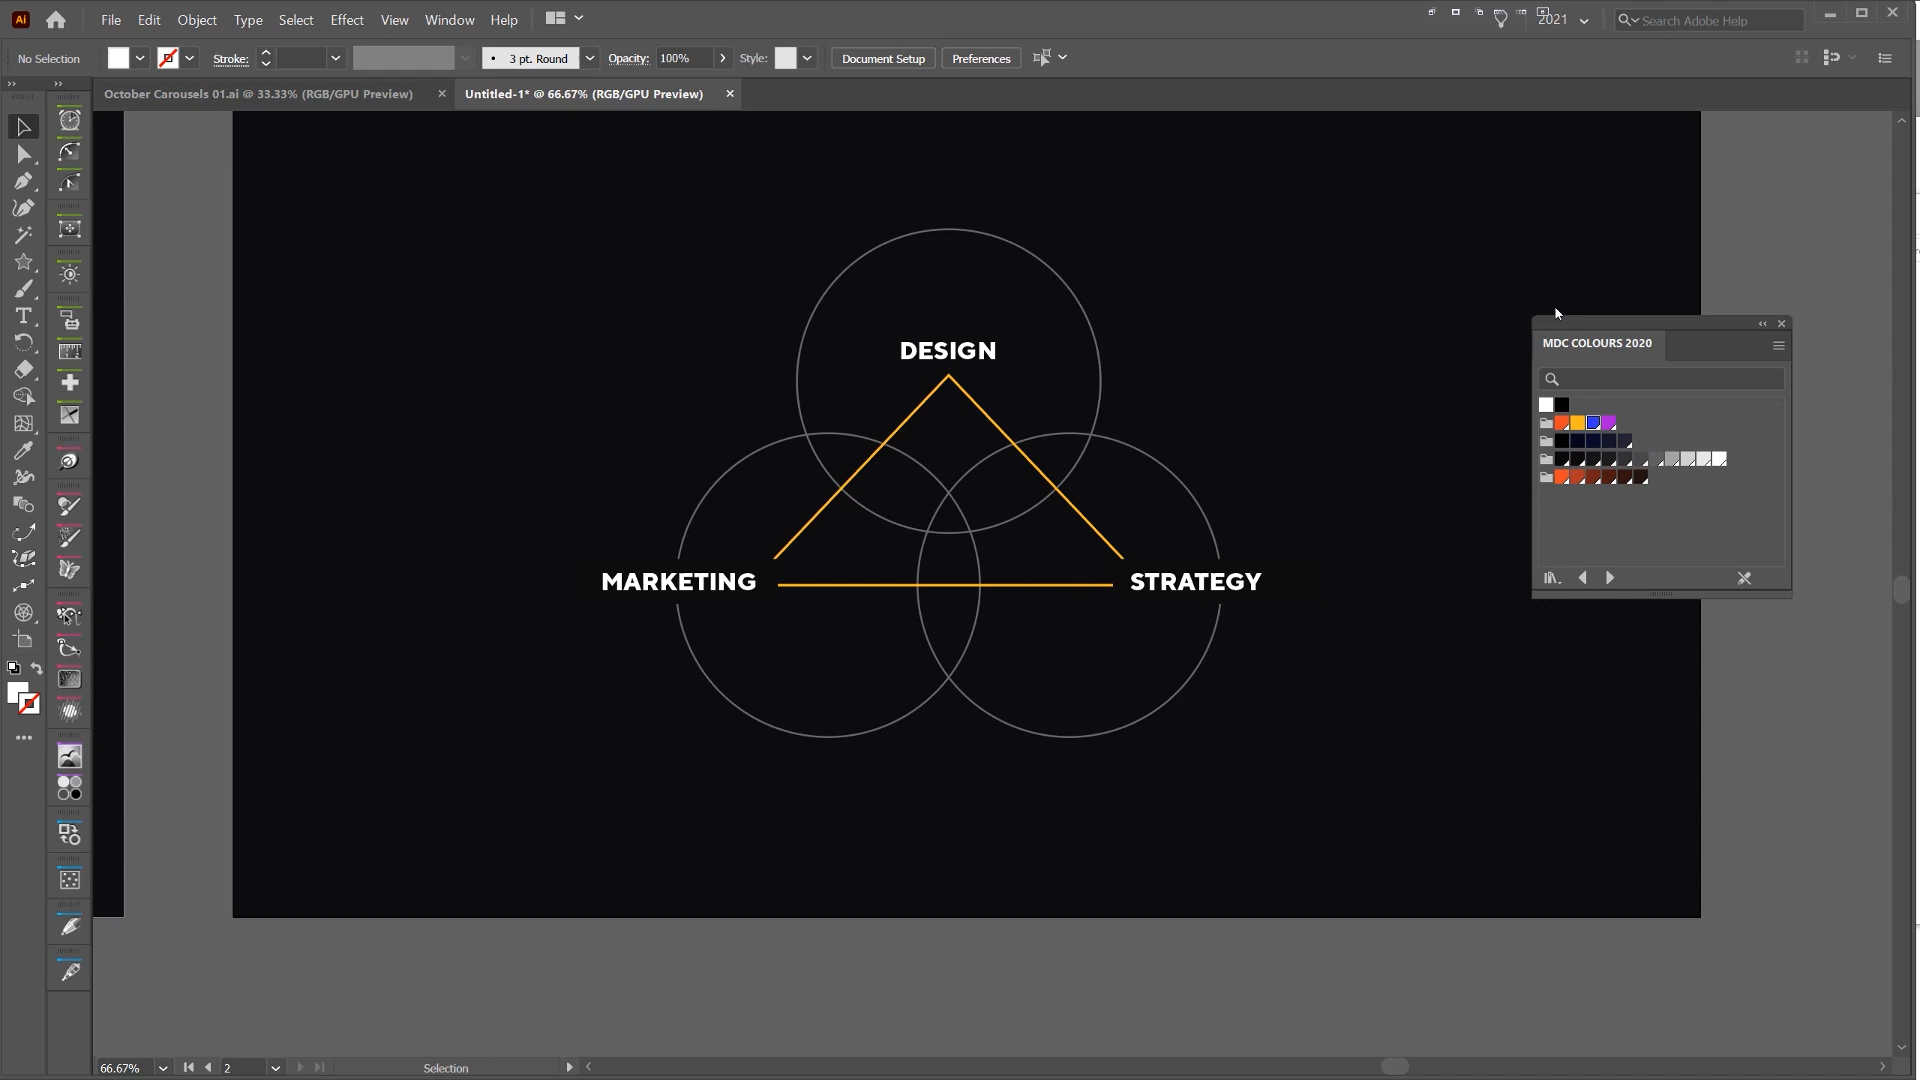 Ai File Edit Object Type Select Effect View Window Help 2021 Search Adobe Help
No Selection Stroke: 3 pt. Round Opacity: 100% Style: Document Setup Preferences
October Carousels 01.ai @ 33.33% (RGB/GPU Preview) Untitled-1* @ 66.67% (RGB/GPU Preview)
MDC COLOURS 2020
DESIGN
MARKETING STRATEGY
66.67% 2 Selection